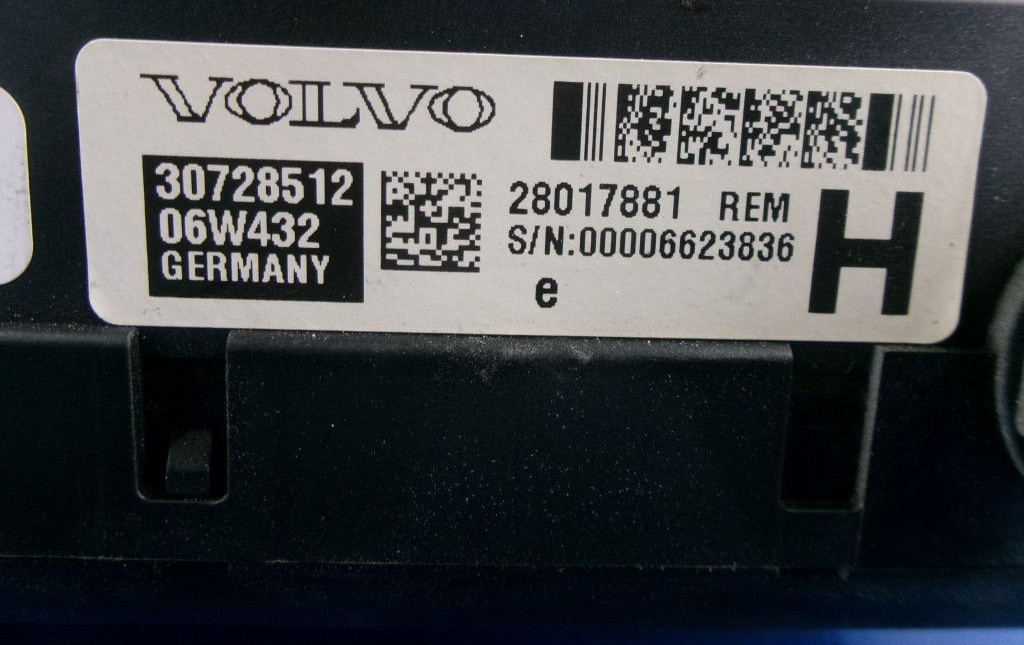 VOLVO
30728512
06W432
GERMANY
28017881 REM
S/N:00006623836
e
H